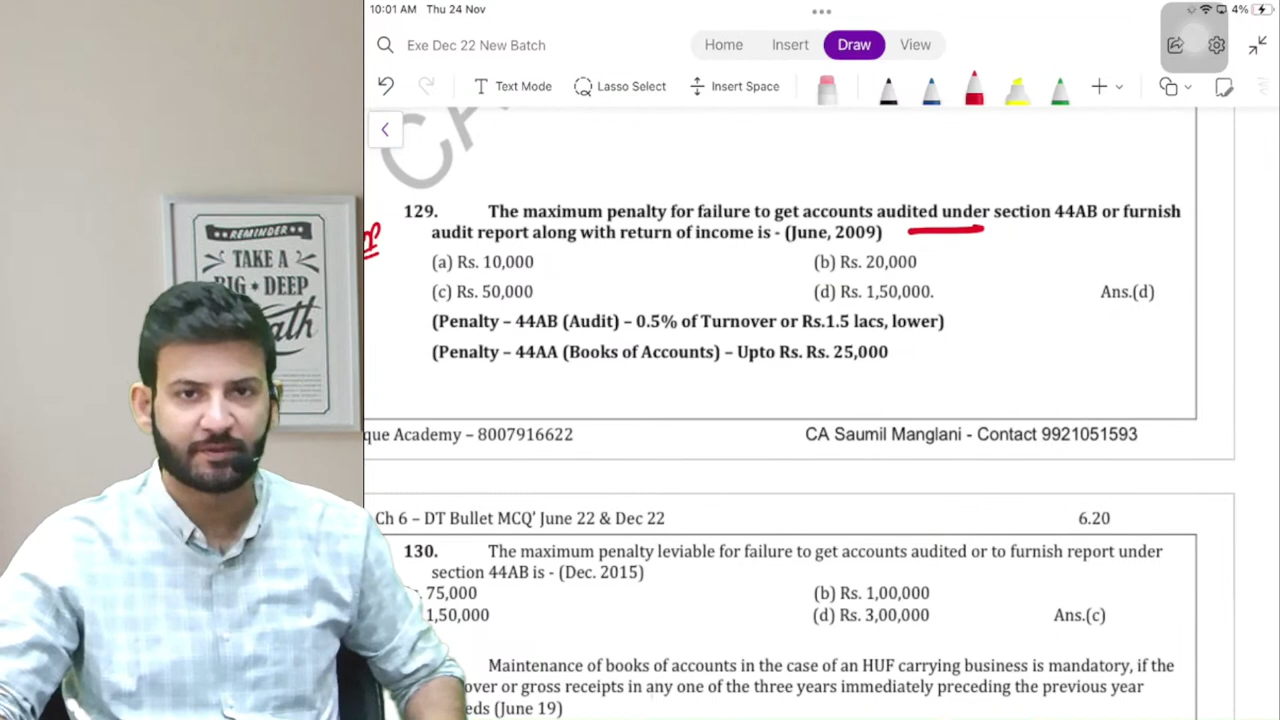 10:01 AM Thu 24 Nov
4%
Exe Dec 22 New Batch
Home Insert Draw View
Text Mode Lasso Select Insert Space
CA
REMINDER
TAKE A
BIG DEEP
129. The maximum penalty for failure to get accounts audited under section 44AB or furnish
audit report along with return of income is - (June, 2009)
(a) Rs. 10,000 (b) Rs. 20,000
(c) Rs. 50,000 (d) Rs. 1,50,000. Ans.(d)
(Penalty – 44AB (Audit) – 0.5% of Turnover or Rs.1.5 lacs, lower)
(Penalty – 44AA (Books of Accounts) – Upto Rs. Rs. 25,000
que Academy – 8007916622 CA Saumil Manglani - Contact 9921051593
Ch 6 – DT Bullet MCQ' June 22 & Dec 22 6.20
130. The maximum penalty leviable for failure to get accounts audited or to furnish report under
section 44AB is - (Dec. 2015)
75,000 (b) Rs. 1,00,000
1,50,000 (d) Rs. 3,00,000 Ans.(c)
Maintenance of books of accounts in the case of an HUF carrying business is mandatory, if the
over or gross receipts in any one of the three years immediately preceding the previous year
eds (June 19)